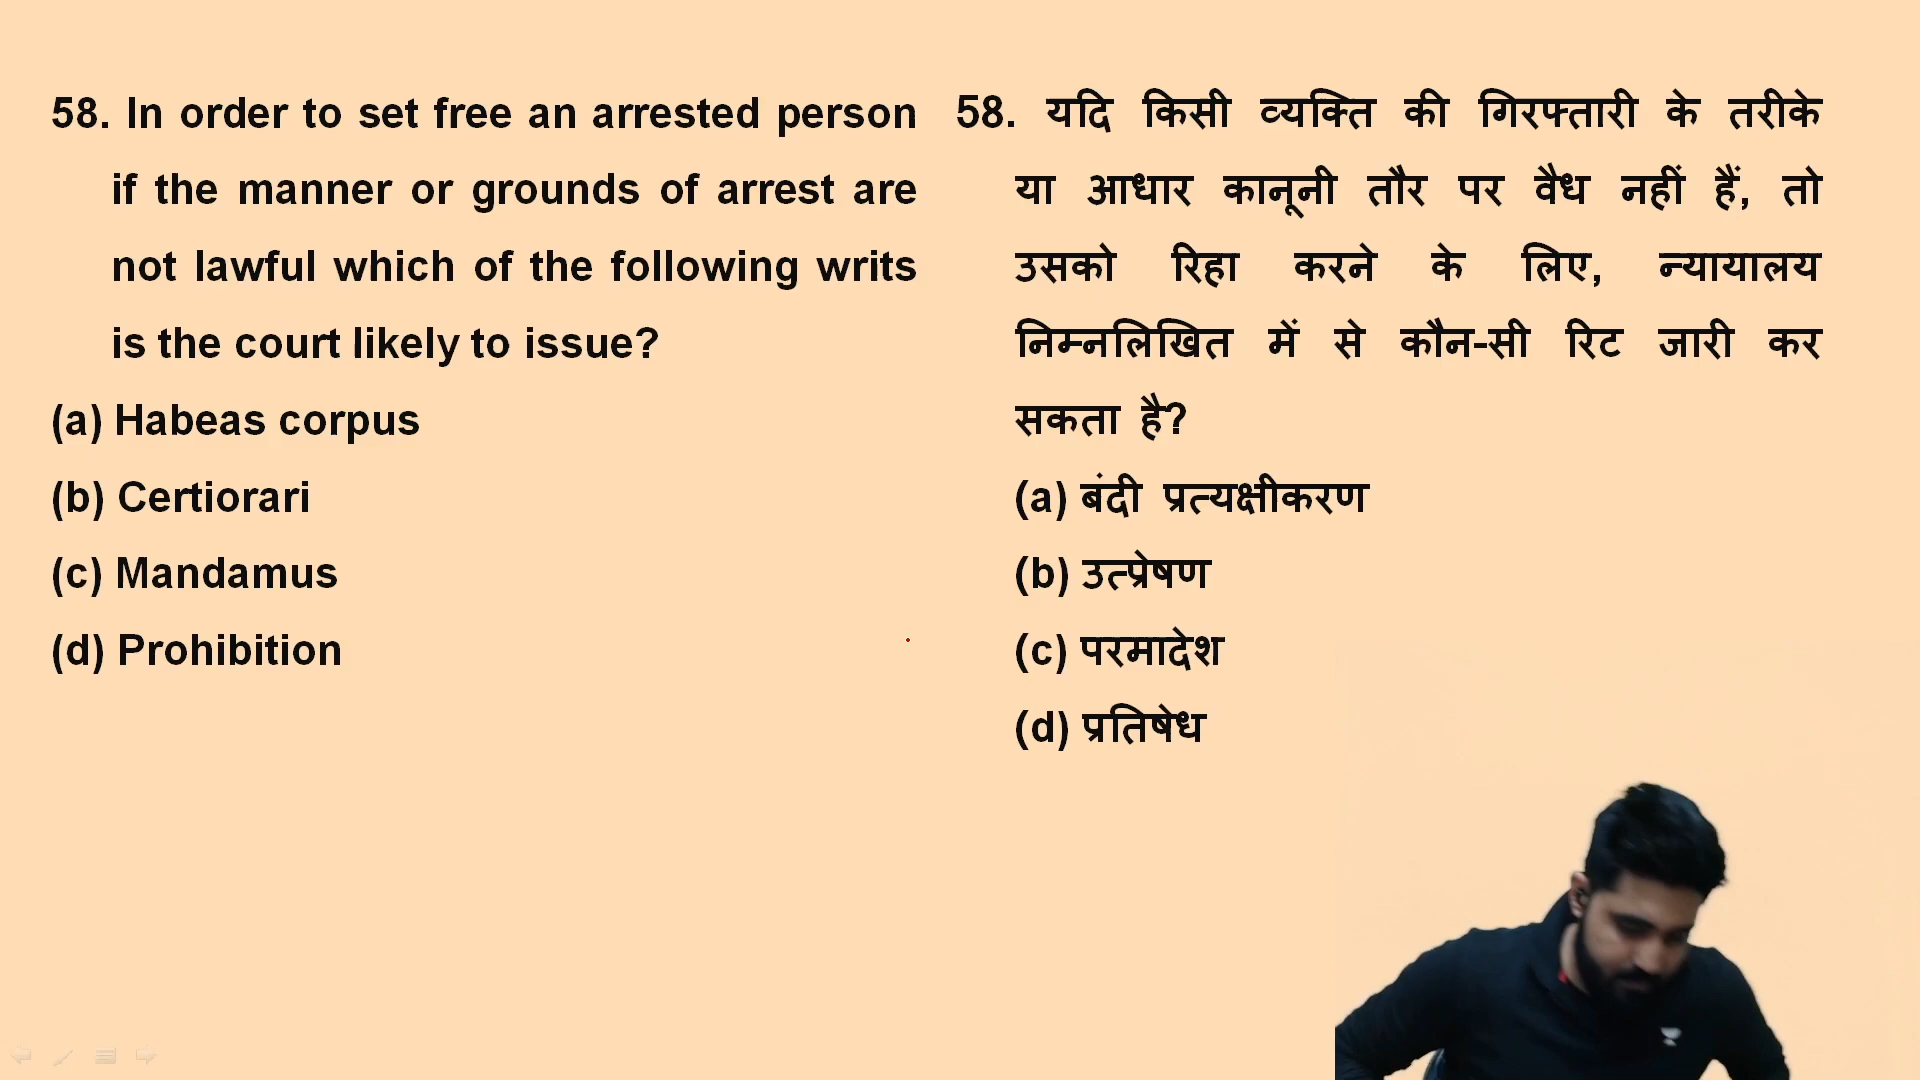 58. In order to set free an arrested person
if the manner or grounds of arrest are
not lawful which of the following writs
is the court likely to issue?
(a) Habeas corpus
(b) Certiorari
(c) Mandamus
(d) Prohibition
58. यदि किसी व्यक्ति की गिरफ्तारी के तरीके
या आधार कानूनी तौर पर वैध नहीं हैं, तो
उसको रिहा करने के लिए, न्यायालय
निम्नलिखित में से कौन-सी रिट जारी कर
सकता है?
(a) बंदी प्रत्यक्षीकरण
(b) उत्प्रेषण
(c) परमादेश
(d) प्रतिषेध